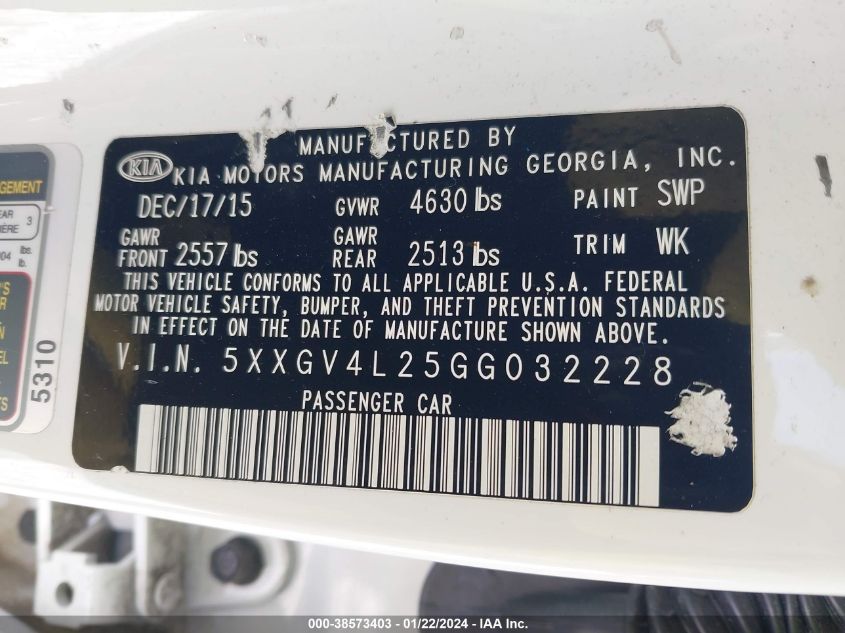 MANUFACTURED BY
KIA KIA MOTORS MANUFACTURING GEORGIA, INC.
DEC/17/15 GVWR 4630 lbs PAINT SWP
GAWR FRONT 2557 lbs GAWR REAR 2513 lbs TRIM WK
THIS VEHICLE CONFORMS TO ALL APPLICABLE U.S.A. FEDERAL
MOTOR VEHICLE SAFETY, BUMPER, AND THEFT PREVENTION STANDARDS
IN EFFECT ON THE DATE OF MANUFACTURE SHOWN ABOVE.
V.I.N. 5XXGV4L25GG032228
PASSENGER CAR
5310
3
lbs.
000-38573403 - 01/22/2024 - IAA Inc.